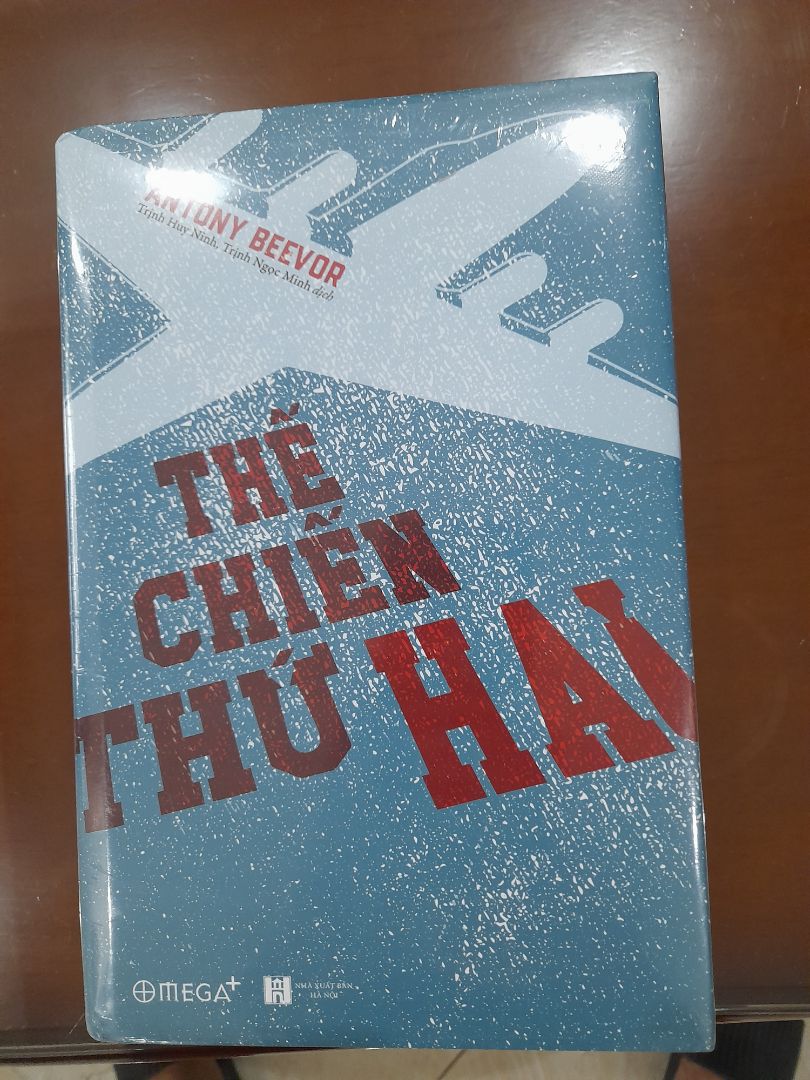 ANTONY BEEVOR
Trịnh Huy Ninh, Trịnh Ngọc Minh dịch
THẾ
CHIẾN
THỨ HAI
OMEGA+
NHÀ XUẤT BẢN
HÀ NỘI